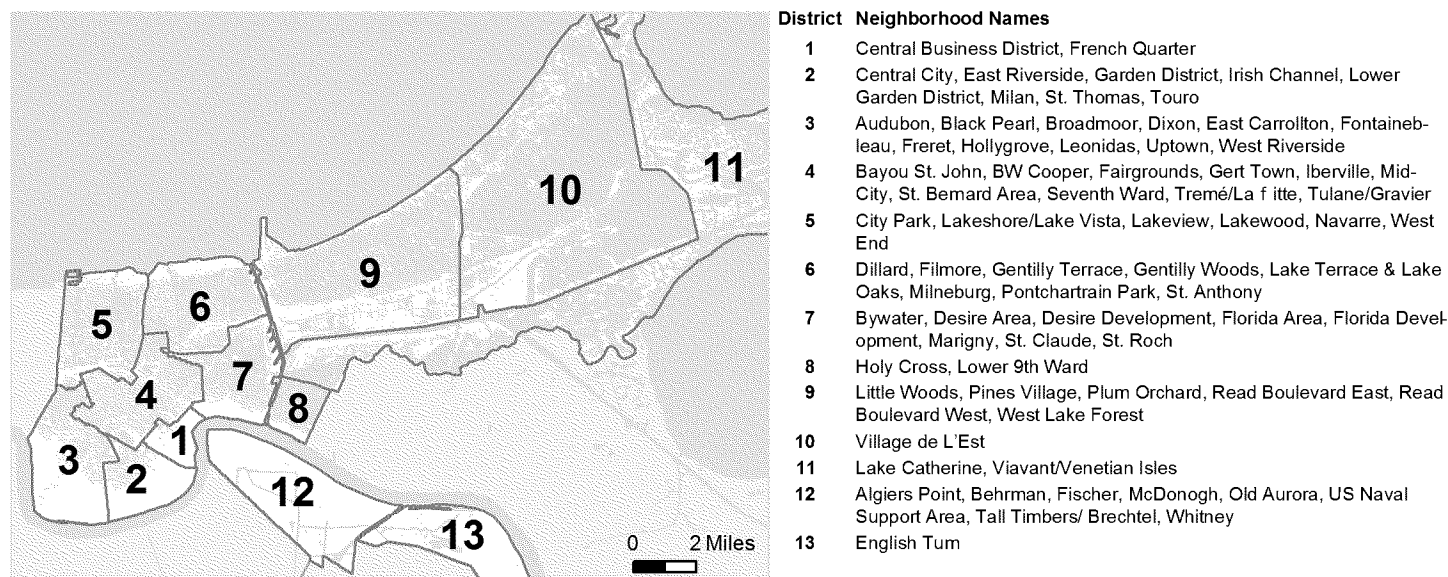 District Neighborhood Names
1 Central Business District, French Quarter
2 Central City, East Riverside, Garden District, Irish Channel, Lower
Garden District, Milan, St. Thomas, Touro
3 Audubon, Black Pearl, Broadmoor, Dixon, East Carrollton, Fontaineb-
leau, Freret, Hollygrove, Leonidas, Uptown, West Riverside
4 Bayou St. John, BW Cooper, Fairgrounds, Gert Town, Iberville, Mid-
City, St. Bernard Area, Seventh Ward, Tremé/La f itte, Tulane/Gravier
5 City Park, Lakeshore/Lake Vista, Lakeview, Lakewood, Navarre, West
End
6 Dillard, Filmore, Gentilly Terrace, Gentilly Woods, Lake Terrace & Lake
Oaks, Milneburg, Pontchartrain Park, St. Anthony
7 Bywater, Desire Area, Desire Development, Florida Area, Florida Devel-
opment, Marigny, St. Claude, St. Roch
8 Holy Cross, Lower 9th Ward
9 Little Woods, Pines Village, Plum Orchard, Read Boulevard East, Read
Boulevard West, West Lake Forest
10 Village de L'Est
11 Lake Catherine, Viavant/Venetian Isles
12 Algiers Point, Behrman, Fischer, McDonogh, Old Aurora, US Naval
Support Area, Tall Timbers/ Brechtel, Whitney
13 English Turn
11
10
9
6
5
7
4
8
1
3
2
12
13
0 2 Miles